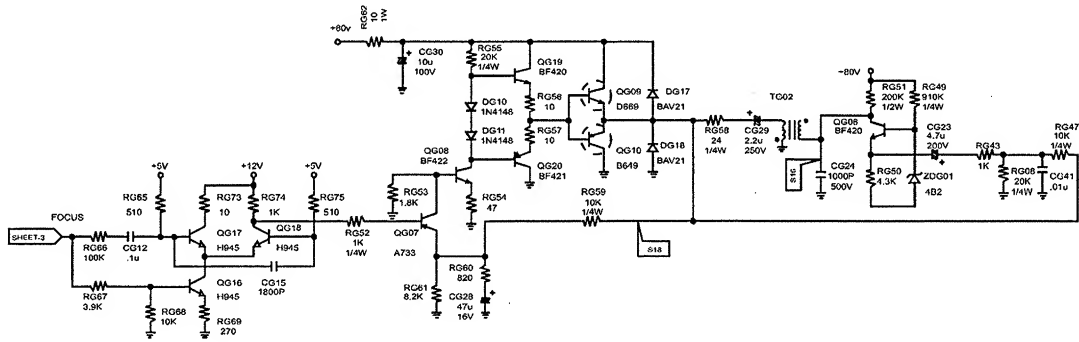 RG62
10
1W
+80v
CG30
10u
100V
RG55
20K
1/4W
QG19
BF420
DG10
1N4148
RG56
10
QG09
D669
DG17
BAV21
DG11
1N4148
RG57
10
QG10
B649
DG18
BAV21
QG08
BF422
QG20
BF421
RG58
24
1/4W
CG29
2.2u
250V
TC02
~80V
RG51
200K
1/2W
RG49
910K
1/4W
QG08
BF420
CG23
4.7u
200V
RG43
1K
RG47
10K
1/4W
S16
CG24
1000P
500V
RG50
4.3K
ZDG01
4B2
RG08
20K
1/4W
CG41
.01u
+5V
+12V
+5V
RG65
510
RG73
10
RG74
1K
RG75
510
RG53
1.8K
RG54
47
RG59
10K
1/4W
S18
FOCUS
SHEET-3
RG66
100K
CG12
.1u
QG17
H945
QG18
H945
RG52
1K
1/4W
QG07
A733
CG15
1800P
QG16
H945
RG67
3.9K
RG68
10K
RG69
270
RG61
8.2K
RG60
820
CG28
47u
16V